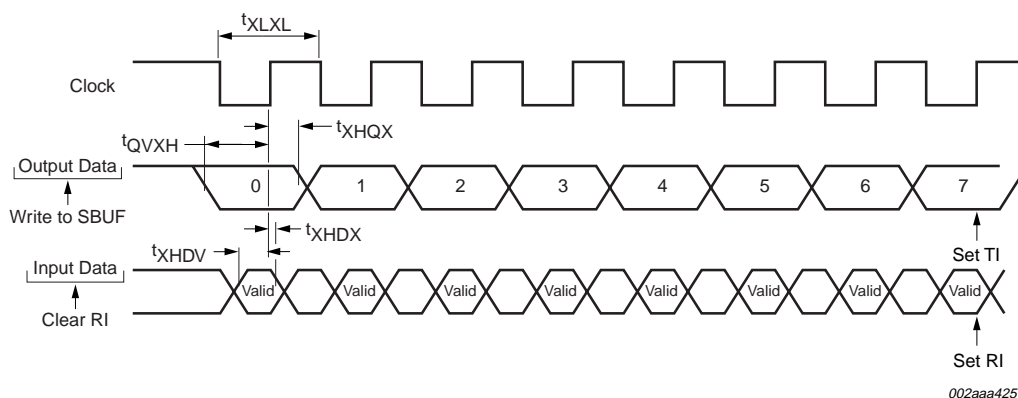 tXLXL
Clock
tXHQX
tQVXH
Output Data
0 1 2 3 4 5 6 7
Write to SBUF
tXHDX
Set TI
tXHDV
Input Data
Valid Valid Valid Valid Valid Valid Valid Valid
Clear RI
Set RI
002aaa425